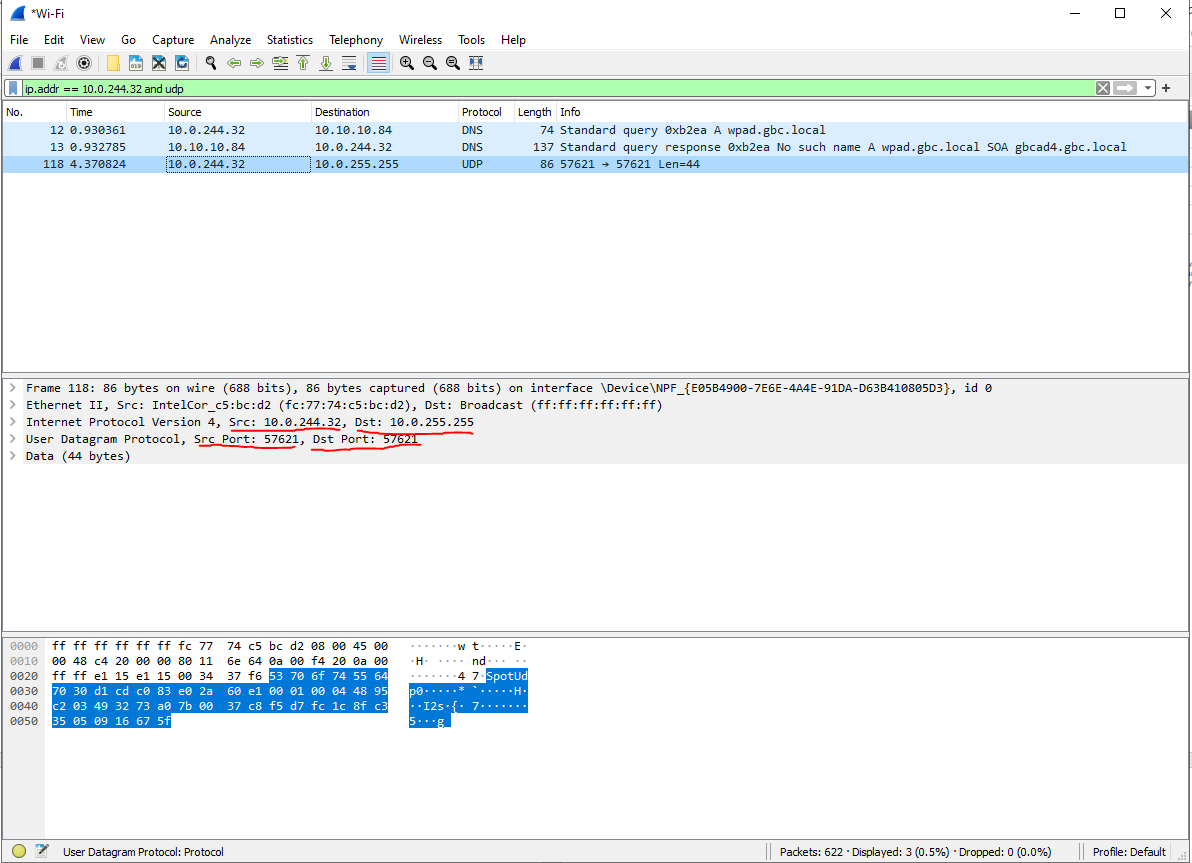 *Wi-Fi
File Edit View Go Capture Analyze Statistics Telephony Wireless Tools Help
ip.addr == 10.0.244.32 and udp
No. Time Source Destination Protocol Length Info
12 0.930361 10.0.244.32 10.10.10.84 DNS 74 Standard query 0xb2ea A wpad.gbc.local
13 0.932785 10.10.10.84 10.0.244.32 DNS 137 Standard query response 0xb2ea No such name A wpad.gbc.local SOA gbcad4.gbc.local
118 4.370824 10.0.244.32 10.0.255.255 UDP 86 57621 → 57621 Len=44
Frame 118: 86 bytes on wire (688 bits), 86 bytes captured (688 bits) on interface \Device\NPF_{E05B4900-7E6E-4A4E-91DA-D63B410805D3}, id 0
Ethernet II, Src: IntelCor_c5:bc:d2 (fc:77:74:c5:bc:d2), Dst: Broadcast (ff:ff:ff:ff:ff:ff)
Internet Protocol Version 4, Src: 10.0.244.32, Dst: 10.0.255.255
User Datagram Protocol, Src Port: 57621, Dst Port: 57621
Data (44 bytes)
0000 ff ff ff ff ff ff fc 77 74 c5 bc d2 08 00 45 00 ·······w t·····E·
0010 00 48 c4 20 00 00 80 11 6e 64 0a 00 f4 20 0a 00 ·H· ···· nd··· ··
0020 ff ff e1 15 e1 15 00 34 37 f6 53 70 6f 74 55 64 ·······4 7·SpotUd
0030 70 30 d1 cd c0 83 e0 2a 60 e1 00 01 00 04 48 95 p0·····* `·····H·
0040 c2 03 49 32 73 a0 7b 00 37 c8 f5 d7 fc 1c 8f c3 ··I2s·{· 7·······
0050 35 05 09 16 67 5f 5···g_
User Datagram Protocol: Protocol
Packets: 622 · Displayed: 3 (0.5%) · Dropped: 0 (0.0%)
Profile: Default